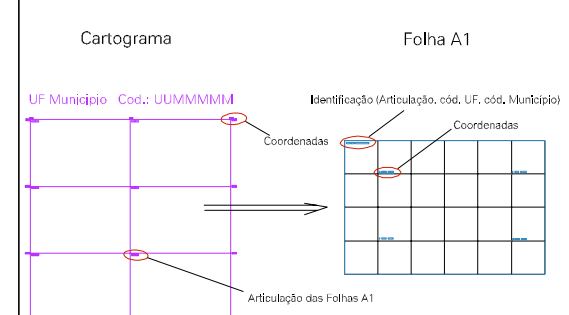 Cartograma
Folha A1
UF Município Cod.: UUMMMMM
Identificação (Articulação, cód. UF, cód. Município)
Coordenadas
Coordenadas
Articulação das Folhas A1